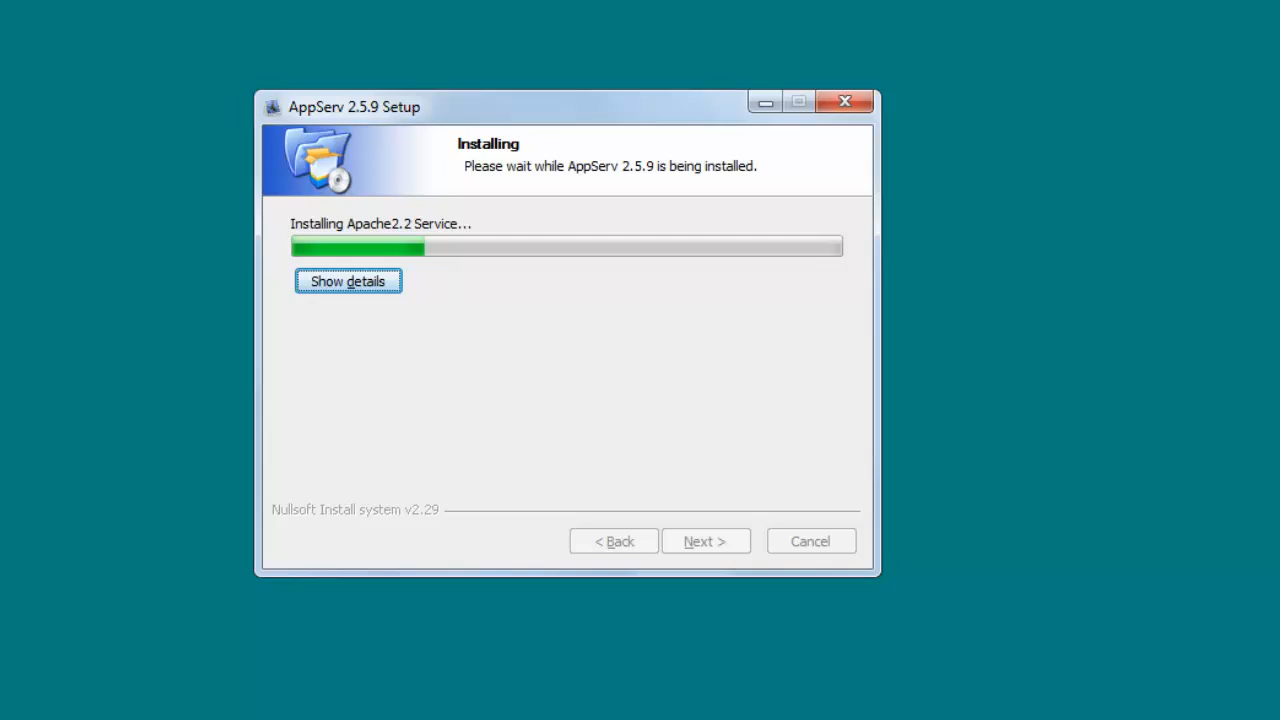 AppServ 2.5.9 Setup
Installing
Please wait while AppServ 2.5.9 is being installed.
Installing Apache2.2 Service...
Show details
Nullsoft Install system v2.29
< Back
Next >
Cancel